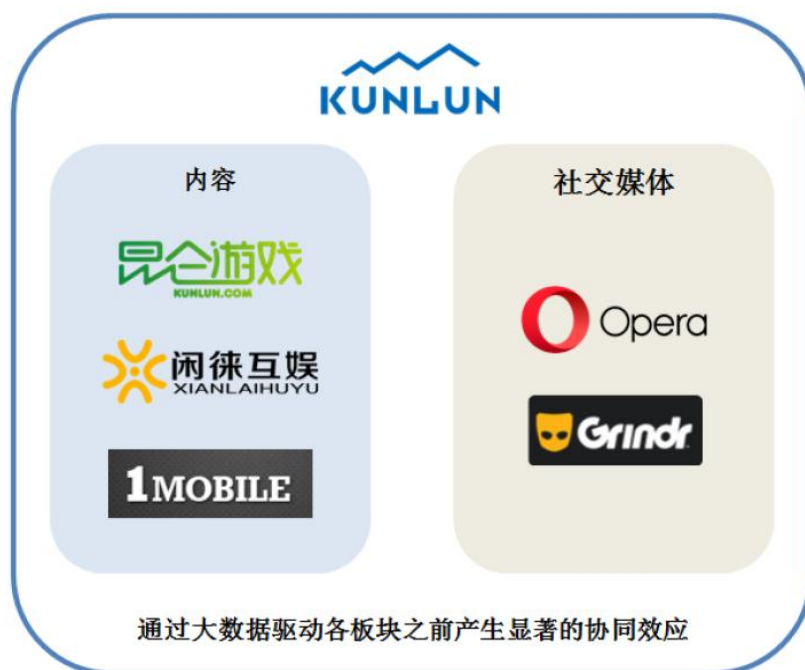 KUNLUN
内容
昆仑游戏
KUNLUN.COM
闲徕互娱
XIANLAIHUYU
1MOBILE
社交媒体
Opera
Grindr
通过大数据驱动各板块之前产生显著的协同效应